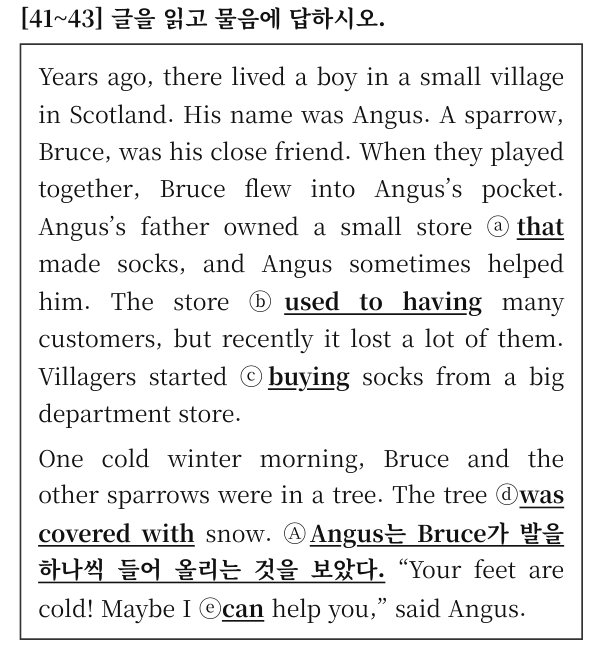 [41~43] 글을 읽고 물음에 답하시오.
Years ago, there lived a boy in a small village
in Scotland. His name was Angus. A sparrow,
Bruce, was his close friend. When they played
together, Bruce flew into Angus's pocket.
Angus's father owned a small store ⓐ that
made socks, and Angus sometimes helped
him. The store ⓑ used to having many
customers, but recently it lost a lot of them.
Villagers started ⓒ buying socks from a big
department store.
One cold winter morning, Bruce and the
other sparrows were in a tree. The tree ⓓwas
covered with snow. ⒶAngus는 Bruce가 발을
하나씩 들어 올리는 것을 보았다. “Your feet are
cold! Maybe I ⓔcan help you,” said Angus.